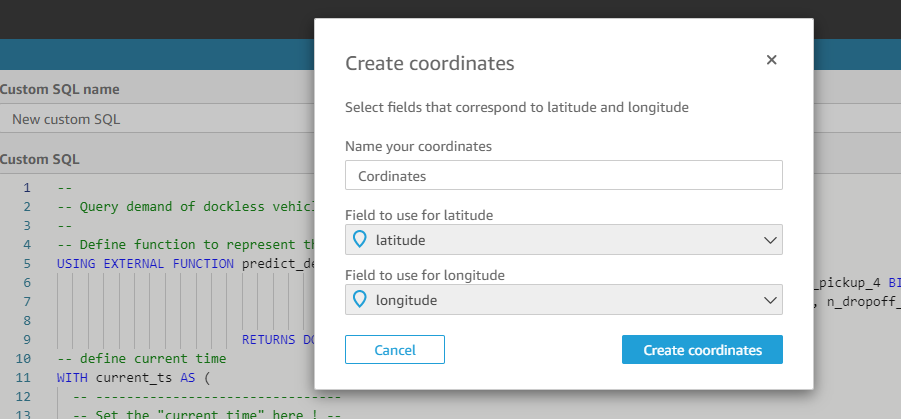 Create coordinates
Select fields that correspond to latitude and longitude
Name your coordinates
Cordinates
Field to use for latitude
latitude
Field to use for longitude
longitude
Cancel Create coordinates
Custom SQL name
New custom SQL
Custom SQL
1 --
2 -- Query demand of dockless vehicl
3 --
4 -- Define function to represent th
5 USING EXTERNAL FUNCTION predict_de
6 _pickup_4 BI
7 , n_dropoff_
8
9 RETURNS DO
10 -- define current time
11 WITH current_ts AS (
12 -- --------------------------------
13 -- Set the "current time" here ! --